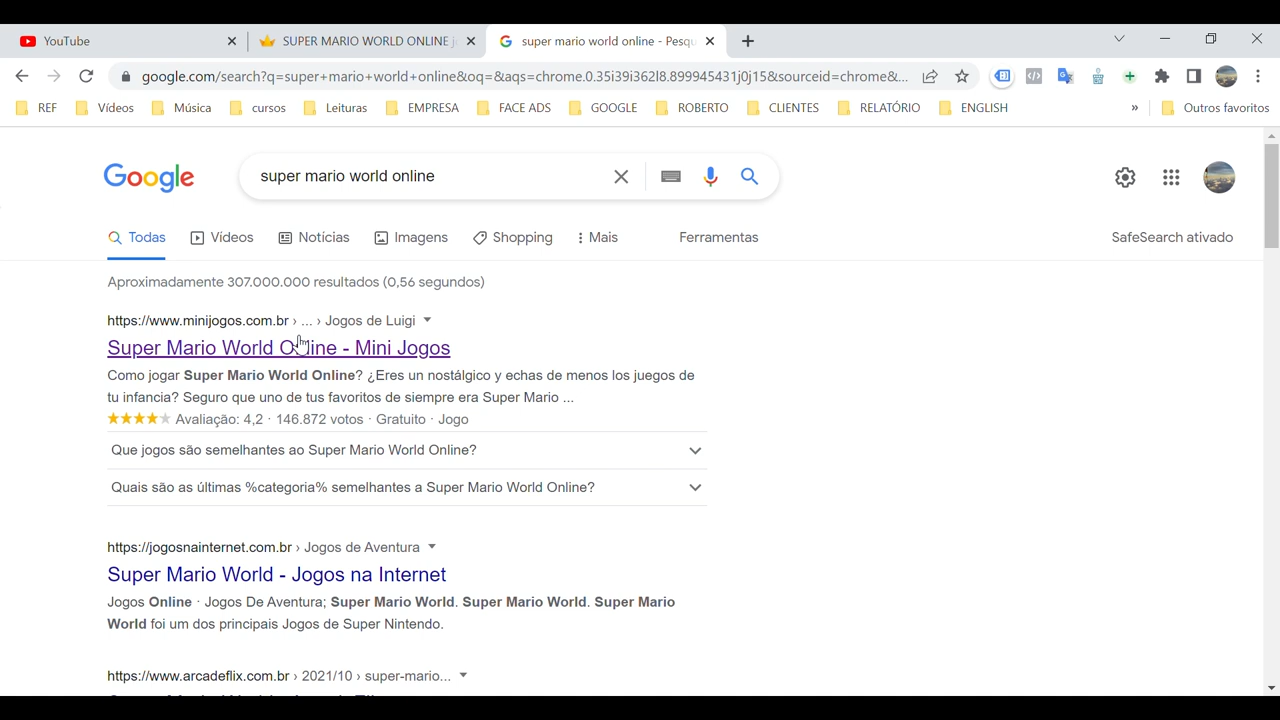 YouTube
SUPER MARIO WORLD ONLINE
super mario world online - Pesqu
google.com/search?q=super+mario+world+online&oq=&aqs=chrome.0.35i39i362l8.899945431j0j15&sourceid=chrome&...
REF Vídeos Música cursos Leituras EMPRESA FACE ADS GOOGLE ROBERTO CLIENTES RELATÓRIO ENGLISH » Outros favoritos
Google
super mario world online
Todas Vídeos Notícias Imagens Shopping Mais Ferramentas SafeSearch ativado
Aproximadamente 307.000.000 resultados (0,56 segundos)
https://www.minijogos.com.br › ... › Jogos de Luigi
Super Mario World Online - Mini Jogos
Como jogar Super Mario World Online? ¿Eres un nostálgico y echas de menos los juegos de
tu infancia? Seguro que uno de tus favoritos de siempre era Super Mario ...
Avaliação: 4,2 · 146.872 votos · Gratuito · Jogo
Que jogos são semelhantes ao Super Mario World Online?
Quais são as últimas %categoria% semelhantes a Super Mario World Online?
https://jogosnainternet.com.br › Jogos de Aventura
Super Mario World - Jogos na Internet
Jogos Online · Jogos De Aventura; Super Mario World. Super Mario World. Super Mario
World foi um dos principais Jogos de Super Nintendo.
https://www.arcadeflix.com.br › 2021/10 › super-mario...